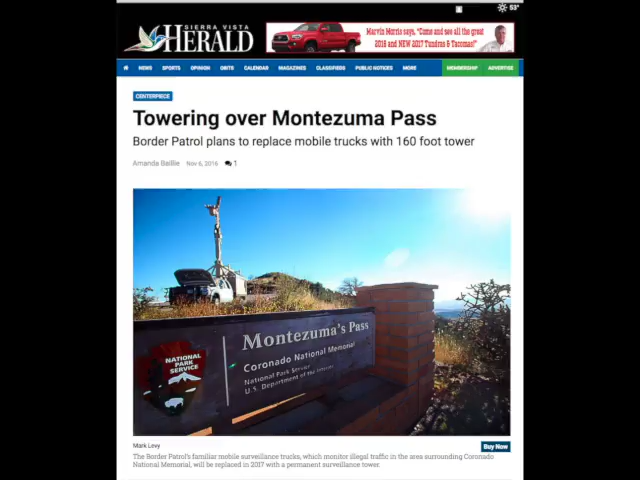 SIERRA VISTA
HERALD
Marvin Morris says, "Come and see all the great
2016 and NEW 2017 Tundras & Tacomas!"
53°
NEWS SPORTS OPINION OBITS CALENDAR MAGAZINES CLASSIFIEDS PUBLIC NOTICES MORE MEMBERSHIP ADVERTISE
CENTERPIECE
Towering over Montezuma Pass
Border Patrol plans to replace mobile trucks with 160 foot tower
Amanda Baillie Nov 6, 2016 1
NATIONAL
PARK
SERVICE
Montezuma's Pass
Coronado National Memorial
National Park Service
U.S. Department of the Interior
Mark Levy
Buy Now
The Border Patrol's familiar mobile surveillance trucks, which monitor illegal traffic in the area surrounding Coronado
National Memorial, will be replaced in 2017 with a permanent surveillance tower.